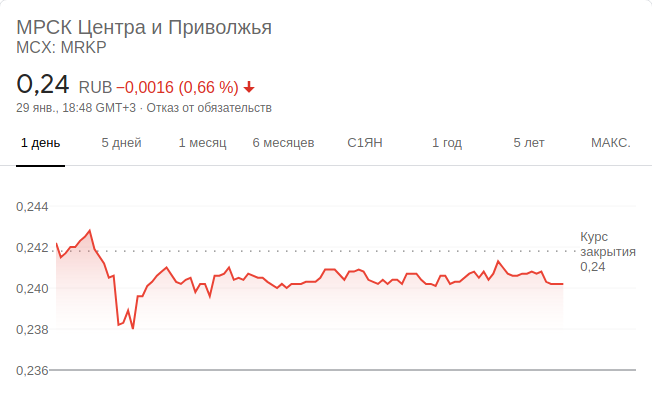 МРСК Центра и Приволжья
MCX: MRKP
0,24 RUB −0,0016 (0,66 %)
29 янв., 18:48 GMT+3 · Отказ от обязательств
1 день 5 дней 1 месяц 6 месяцев С1ЯН 1 год 5 лет МАКС.
0,244
0,242
0,240
0,238
0,236
Курс
закрытия
0,24